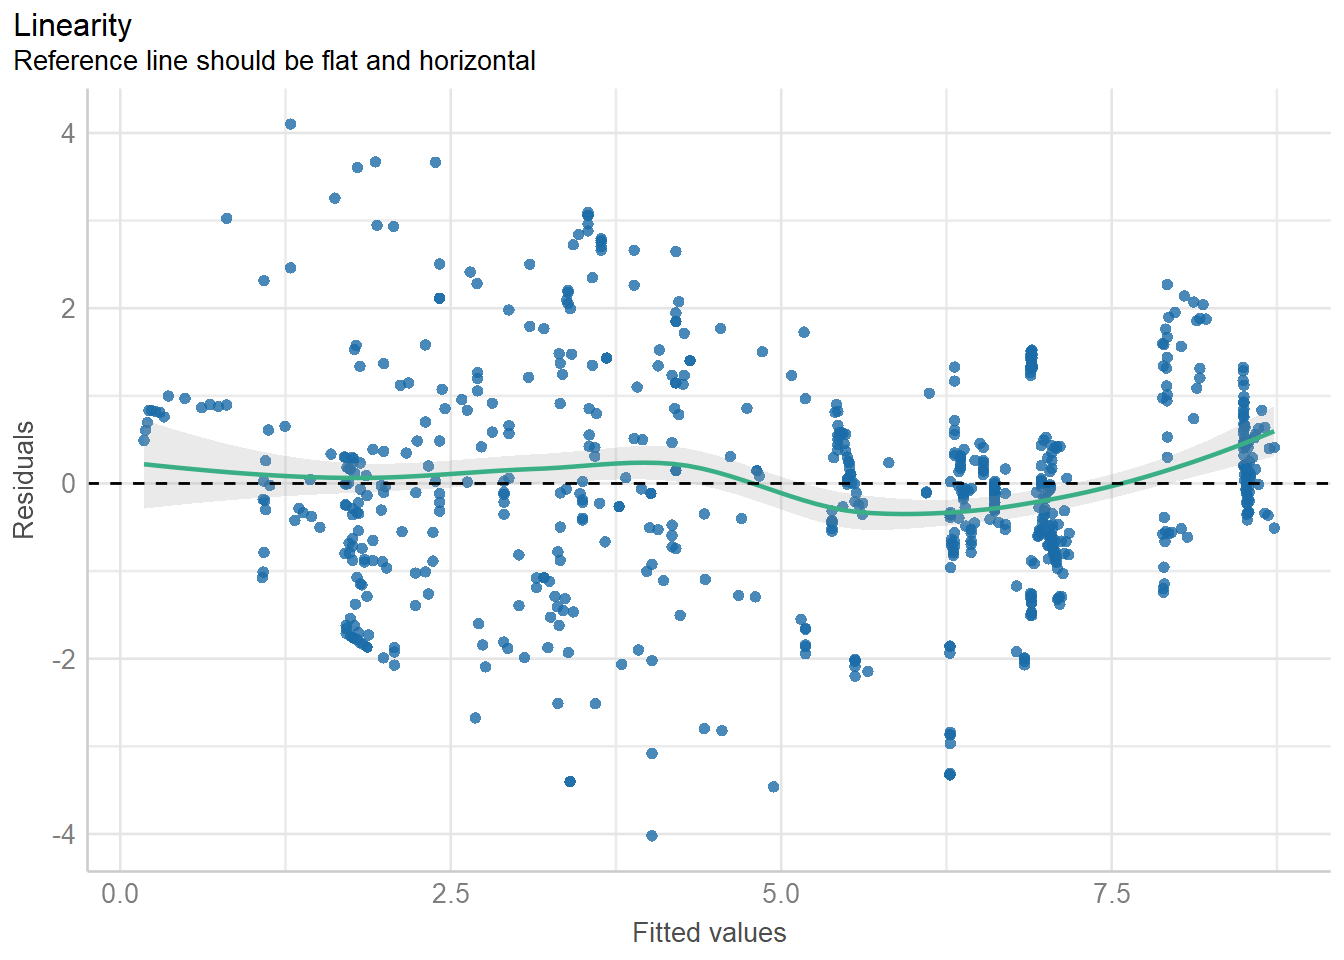 Linearity
Reference line should be flat and horizontal
4
2
0
-2
-4
Residuals
0.0 2.5 5.0 7.5
Fitted values